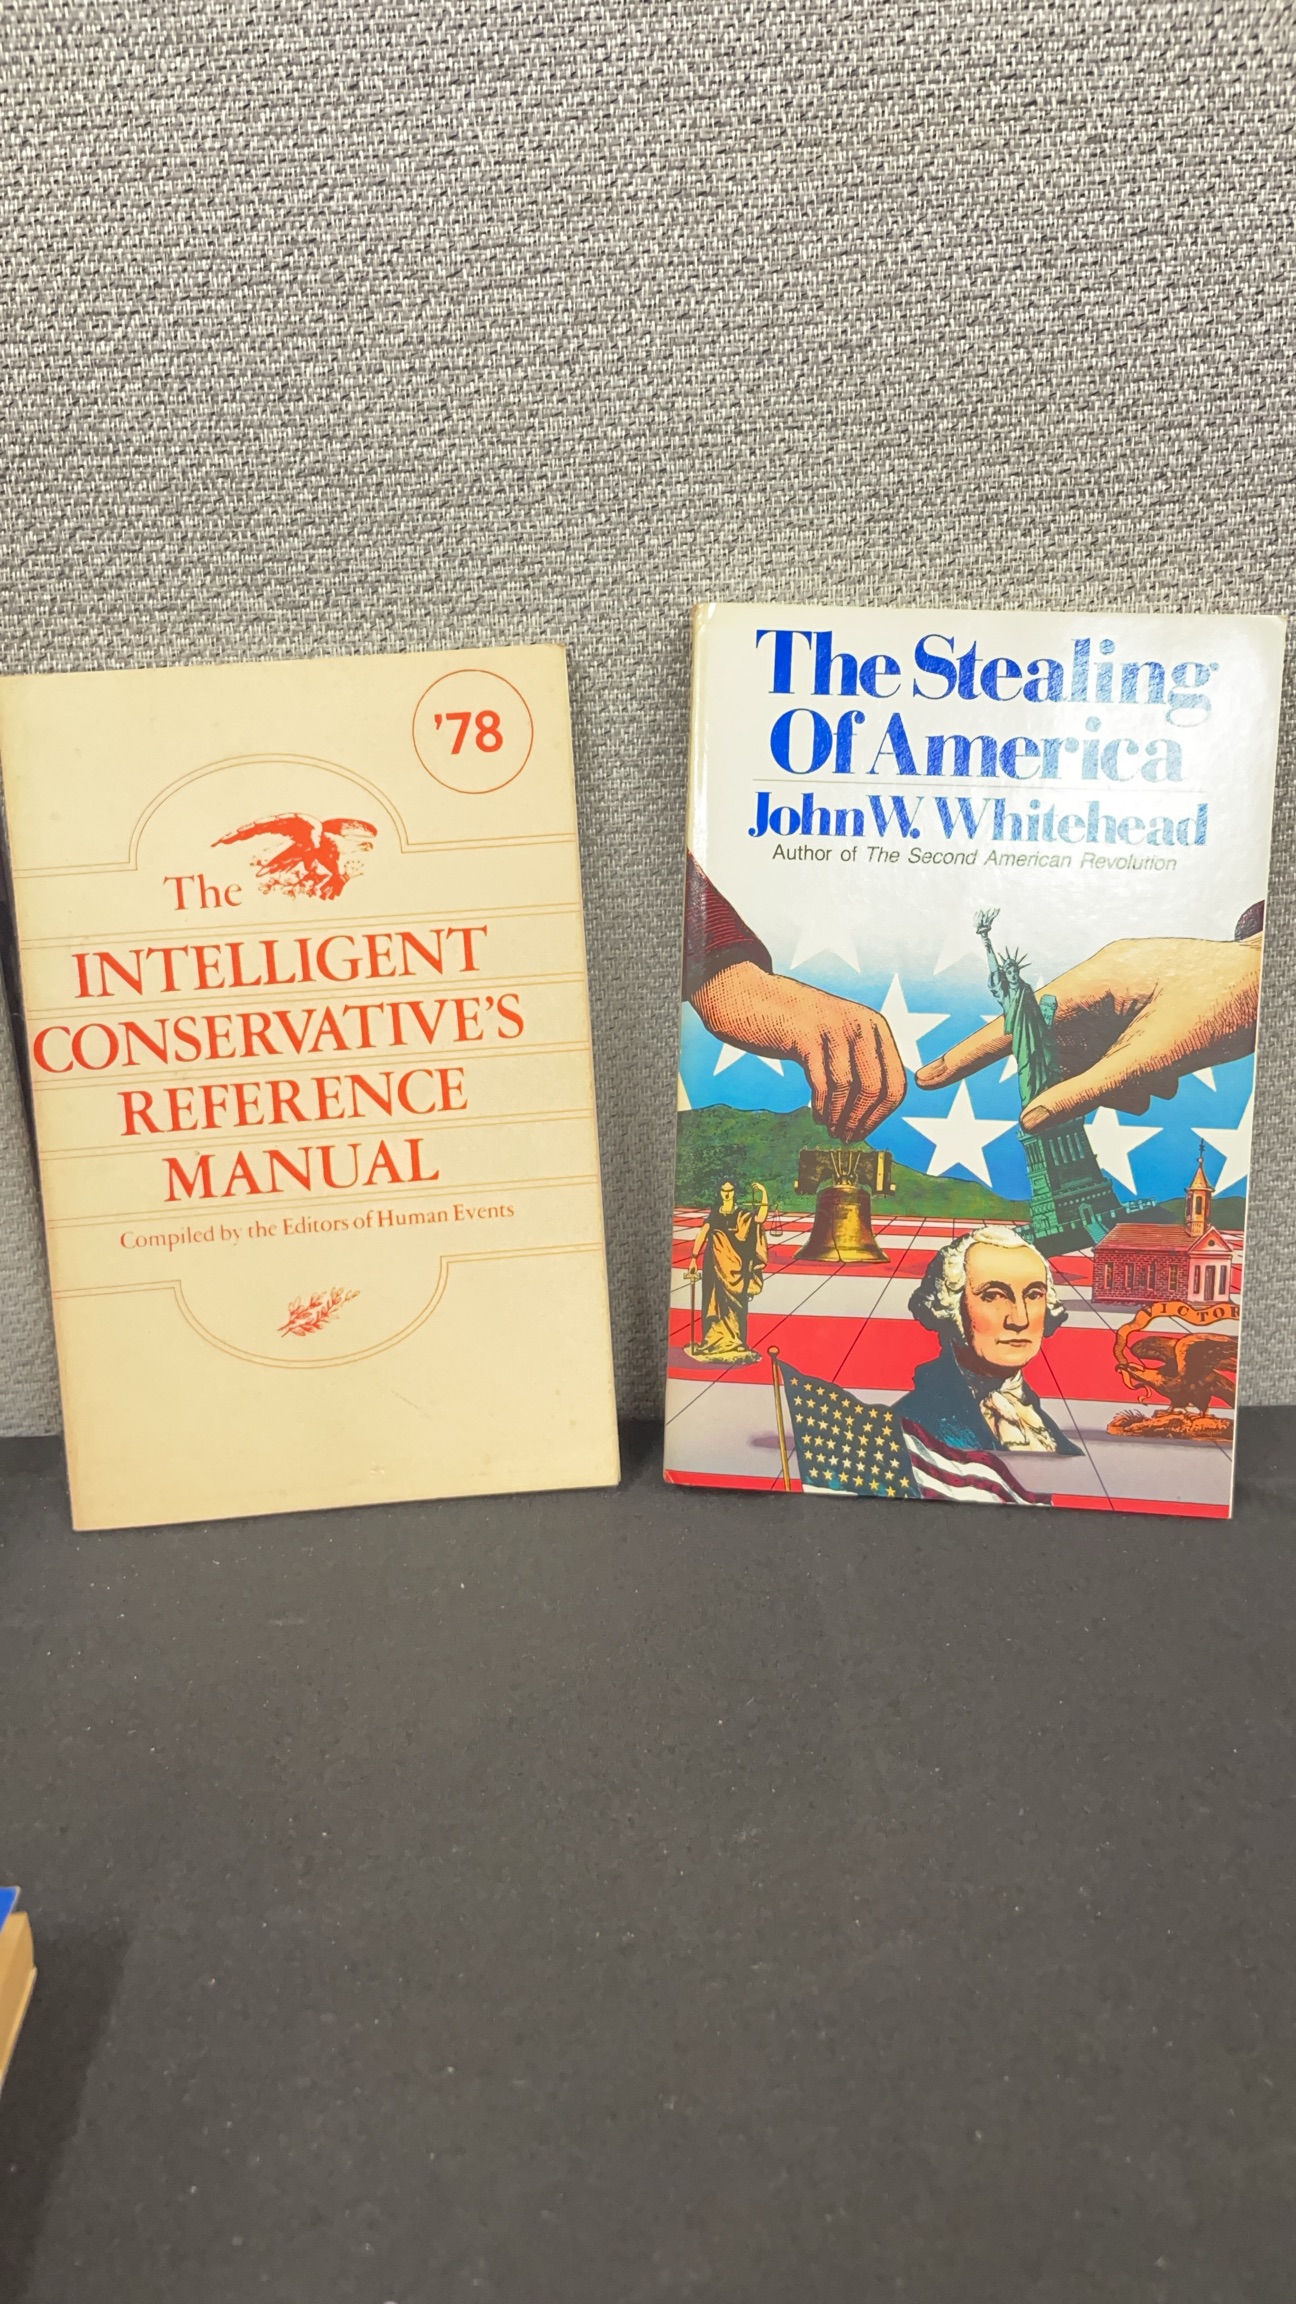 '78
The
INTELLIGENT
CONSERVATIVE'S
REFERENCE
MANUAL
Compiled by the Editors of Human Events
The Stealing
Of America
John W. Whitehead
Author of The Second American Revolution
VICTOR